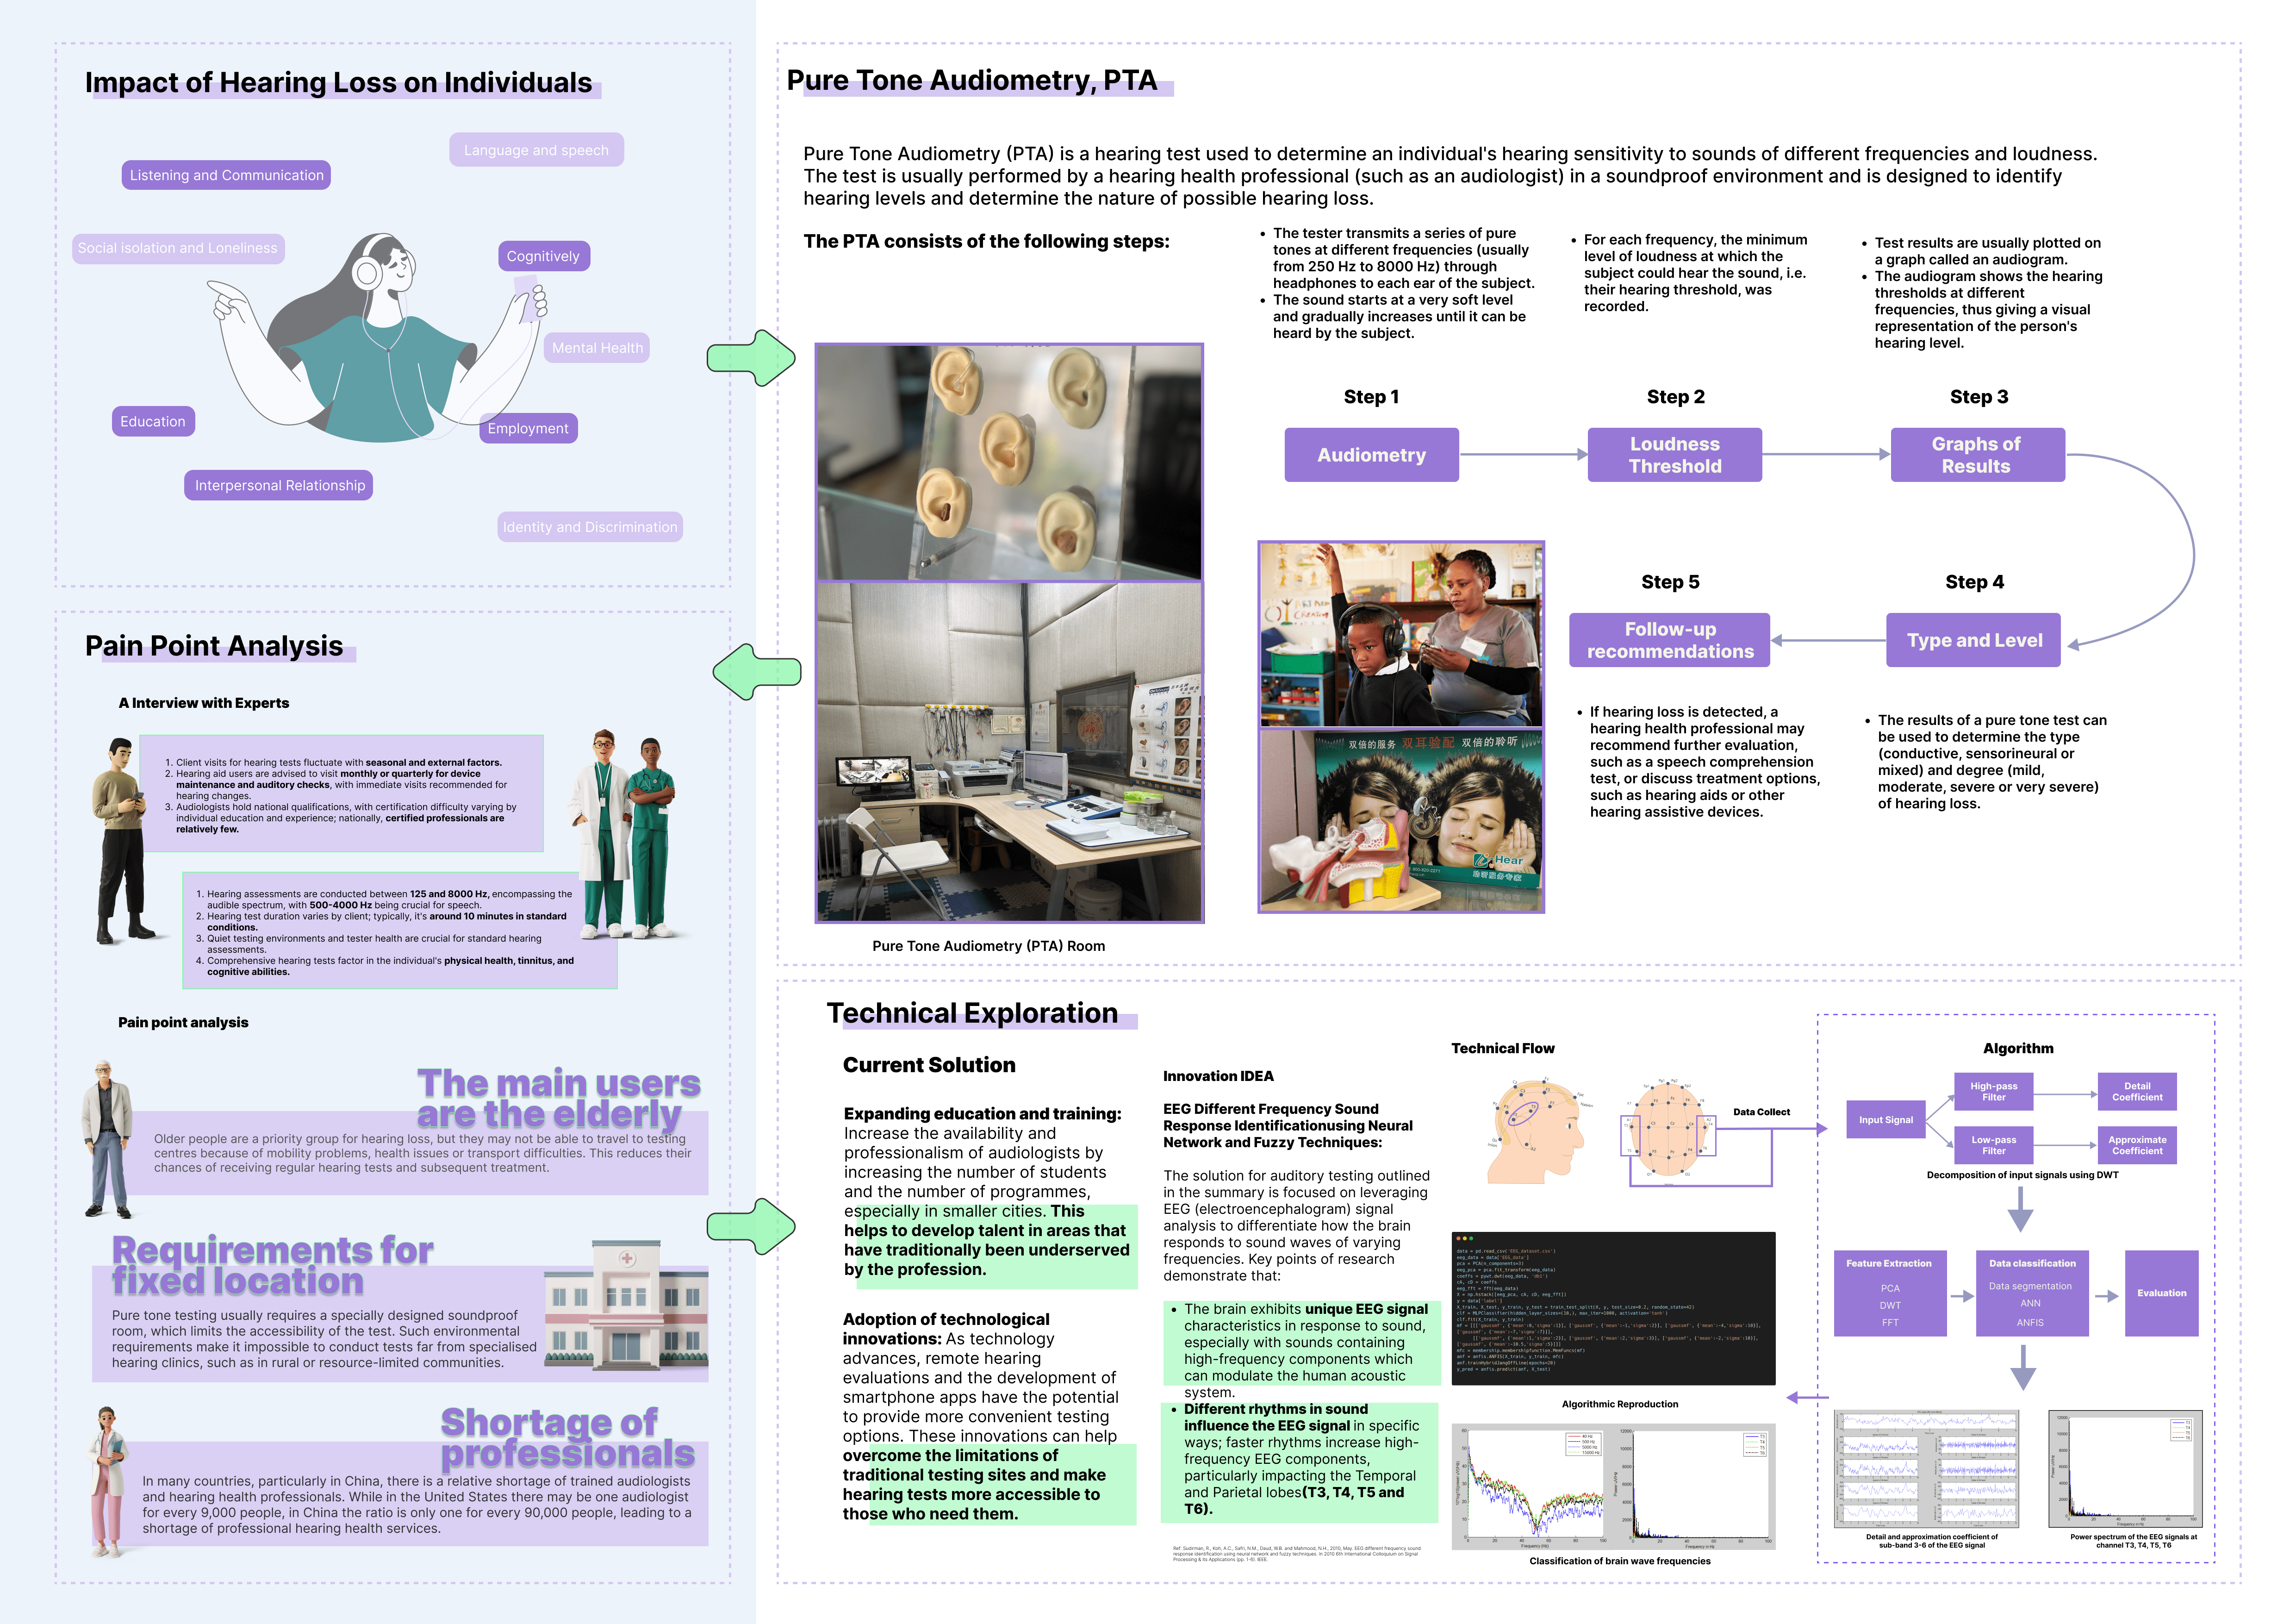 Impact of Hearing Loss on Individuals
Language and speech
Listening and Communication
Social isolation and Loneliness
Cognitively
Mental Health
Education
Employment
Interpersonal Relationship
Identity and Discrimination
Pain Point Analysis
A Interview with Experts
1. Client visits for hearing tests fluctuate with seasonal and external factors.
2. Hearing aid users are advised to visit monthly or quarterly for device
maintenance and auditory checks, with immediate visits recommended for
hearing changes.
3. Audiologists hold national qualifications, with certification difficulty varying by
individual education and experience; nationally, certified professionals are
relatively few.
1. Hearing assessments are conducted between 125 and 8000 Hz, encompassing the
audible spectrum, with 500-4000 Hz being crucial for speech.
2. Hearing test duration varies by client; typically, it's around 10 minutes in standard
conditions.
3. Quiet testing environments and tester health are crucial for standard hearing
assessments.
4. Comprehensive hearing tests factor in the individual's physical health, tinnitus, and
cognitive abilities.
Pain point analysis
The main users
are the elderly
Older people are a priority group for hearing loss, but they may not be able to travel to testing
centres because of mobility problems, health issues or transport difficulties. This reduces their
chances of receiving regular hearing tests and subsequent treatment.
Requirements for
fixed location
Pure tone testing usually requires a specially designed soundproof
room, which limits the accessibility of the test. Such environmental
requirements make it impossible to conduct tests far from specialised
hearing clinics, such as in rural or resource-limited communities.
Shortage of
professionals
In many countries, particularly in China, there is a relative shortage of trained audiologists
and hearing health professionals. While in the United States there may be one audiologist
for every 9,000 people, in China the ratio is only one for every 90,000 people, leading to a
shortage of professional hearing health services.
Pure Tone Audiometry, PTA
Pure Tone Audiometry (PTA) is a hearing test used to determine an individual's hearing sensitivity to sounds of different frequencies and loudness.
The test is usually performed by a hearing health professional (such as an audiologist) in a soundproof environment and is designed to identify
hearing levels and determine the nature of possible hearing loss.
The PTA consists of the following steps:
• The tester transmits a series of pure
tones at different frequencies (usually
from 250 Hz to 8000 Hz) through
headphones to each ear of the subject.
• The sound starts at a very soft level
and gradually increases until it can be
heard by the subject.
• For each frequency, the minimum
level of loudness at which the
subject could hear the sound, i.e.
their hearing threshold, was
recorded.
• Test results are usually plotted on
a graph called an audiogram.
• The audiogram shows the hearing
thresholds at different
frequencies, thus giving a visual
representation of the person's
hearing level.
Step 1
Step 2
Step 3
Audiometry
Loudness
Threshold
Graphs of
Results
Step 5
Step 4
Follow-up
recommendations
Type and Level
• If hearing loss is detected, a
hearing health professional may
recommend further evaluation,
such as a speech comprehension
test, or discuss treatment options,
such as hearing aids or other
hearing assistive devices.
• The results of a pure tone test can
be used to determine the type
(conductive, sensorineural or
mixed) and degree (mild,
moderate, severe or very severe)
of hearing loss.
双倍的服务 双耳验配 双倍的聆听
Hear
助听服务专家
Pure Tone Audiometry (PTA) Room
Technical Exploration
Current Solution
Expanding education and training:
Increase the availability and
professionalism of audiologists by
increasing the number of students
and the number of programmes,
especially in smaller cities. This
helps to develop talent in areas that
have traditionally been underserved
by the profession.
Adoption of technological
innovations: As technology
advances, remote hearing
evaluations and the development of
smartphone apps have the potential
to provide more convenient testing
options. These innovations can help
overcome the limitations of
traditional testing sites and make
hearing tests more accessible to
those who need them.
Innovation IDEA
EEG Different Frequency Sound
Response Identificationusing Neural
Network and Fuzzy Techniques:
The solution for auditory testing outlined
in the summary is focused on leveraging
EEG (electroencephalogram) signal
analysis to differentiate how the brain
responds to sound waves of varying
frequencies. Key points of research
demonstrate that:
• The brain exhibits unique EEG signal
characteristics in response to sound,
especially with sounds containing
high-frequency components which
can modulate the human acoustic
system.
• Different rhythms in sound
influence the EEG signal in specific
ways; faster rhythms increase high-
frequency EEG components,
particularly impacting the Temporal
and Parietal lobes(T3, T4, T5 and
T6).
Ref: Sudirman, R., Koh, A.C., Safri, N.M., Daud, W.B. and Mahmood, N.H., 2010, May. EEG different frequency sound
response identification using neural network and fuzzy techniques. In 2010 6th International Colloquium on Signal
Processing & its Applications (pp. 1-6). IEEE.
Technical Flow
Data Collect
Algorithmic Reproduction
Classification of brain wave frequencies
Algorithm
Input Signal
High-pass
Filter
Detail
Coefficient
Low-pass
Filter
Approximate
Coefficient
Decomposition of input signals using DWT
Feature Extraction
PCA
DWT
FFT
Data classification
Data segmentation
ANN
ANFIS
Evaluation
Detail and approximation coefficient of
sub-band 3-6 of the EEG signal
Power spectrum of the EEG signals at
channel T3, T4, T5, T6